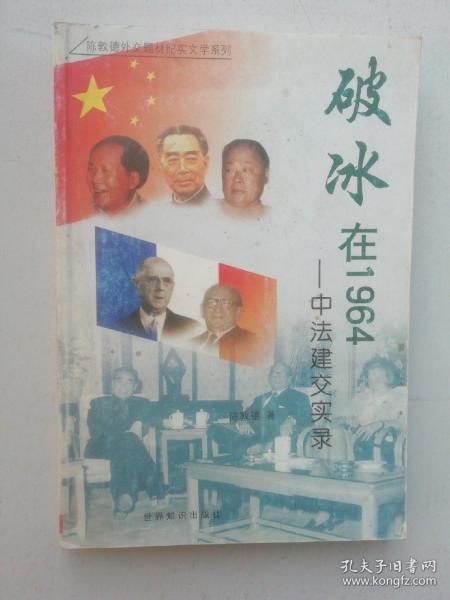 陈敦德外交题材纪实文学系列
破冰
在1964
—中法建交实录
陈敦德 著
世界知识出版社
孔夫子旧书网
www.kongfz.com